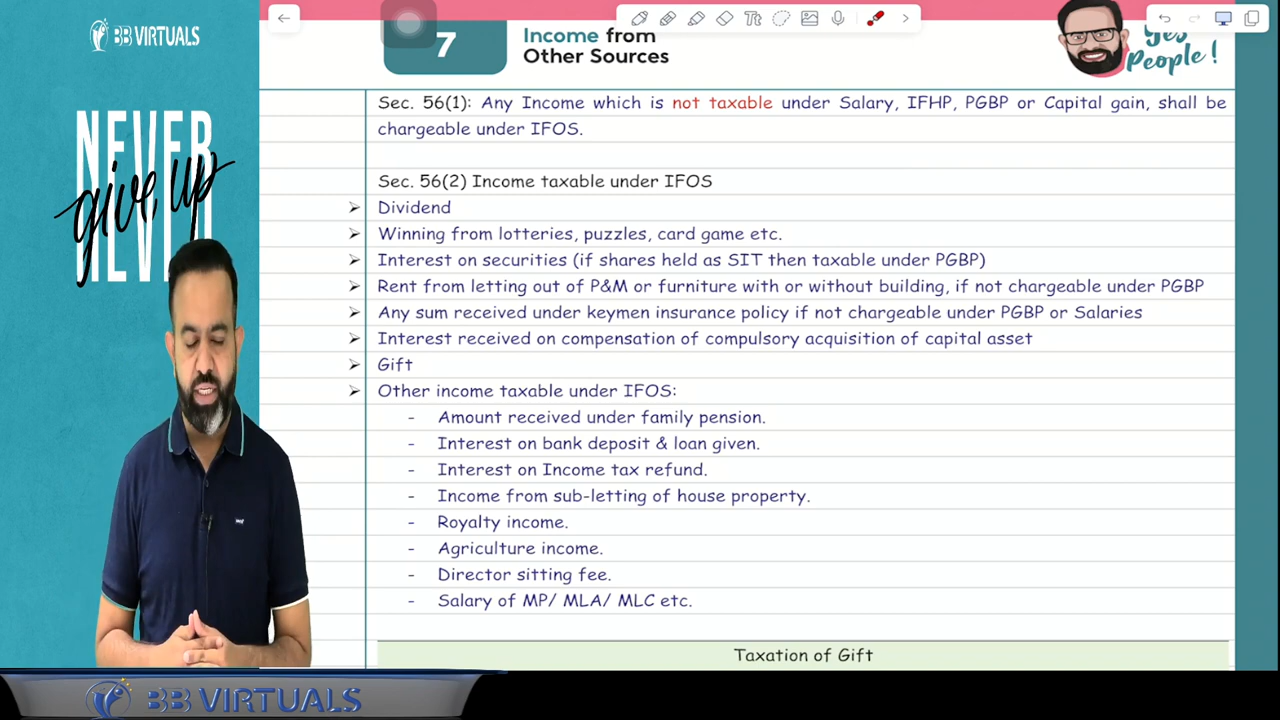 BB VIRTUALS
NEVER
give up
NEVER
7
Income from
Other Sources
Yes
People !
Sec. 56(1): Any Income which is not taxable under Salary, IFHP, PGBP or Capital gain, shall be
chargeable under IFOS.
Sec. 56(2) Income taxable under IFOS
➢ Dividend
➢ Winning from lotteries, puzzles, card game etc.
➢ Interest on securities (if shares held as SIT then taxable under PGBP)
➢ Rent from letting out of P&M or furniture with or without building, if not chargeable under PGBP
➢ Any sum received under keymen insurance policy if not chargeable under PGBP or Salaries
➢ Interest received on compensation of compulsory acquisition of capital asset
➢ Gift
➢ Other income taxable under IFOS:
- Amount received under family pension.
- Interest on bank deposit & loan given.
- Interest on Income tax refund.
- Income from sub-letting of house property.
- Royalty income.
- Agriculture income.
- Director sitting fee.
- Salary of MP/ MLA/ MLC etc.
Taxation of Gift
BB VIRTUALS